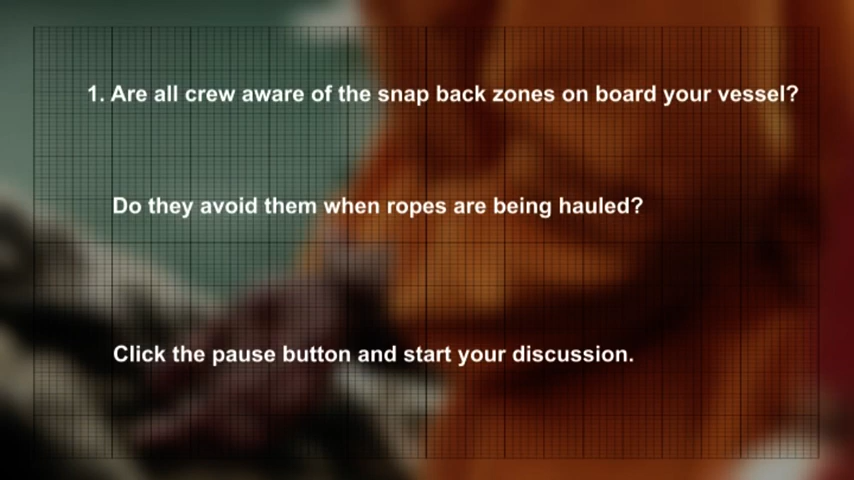 1. Are all crew aware of the snap back zones on board your vessel?
Do they avoid them when ropes are being hauled?
Click the pause button and start your discussion.